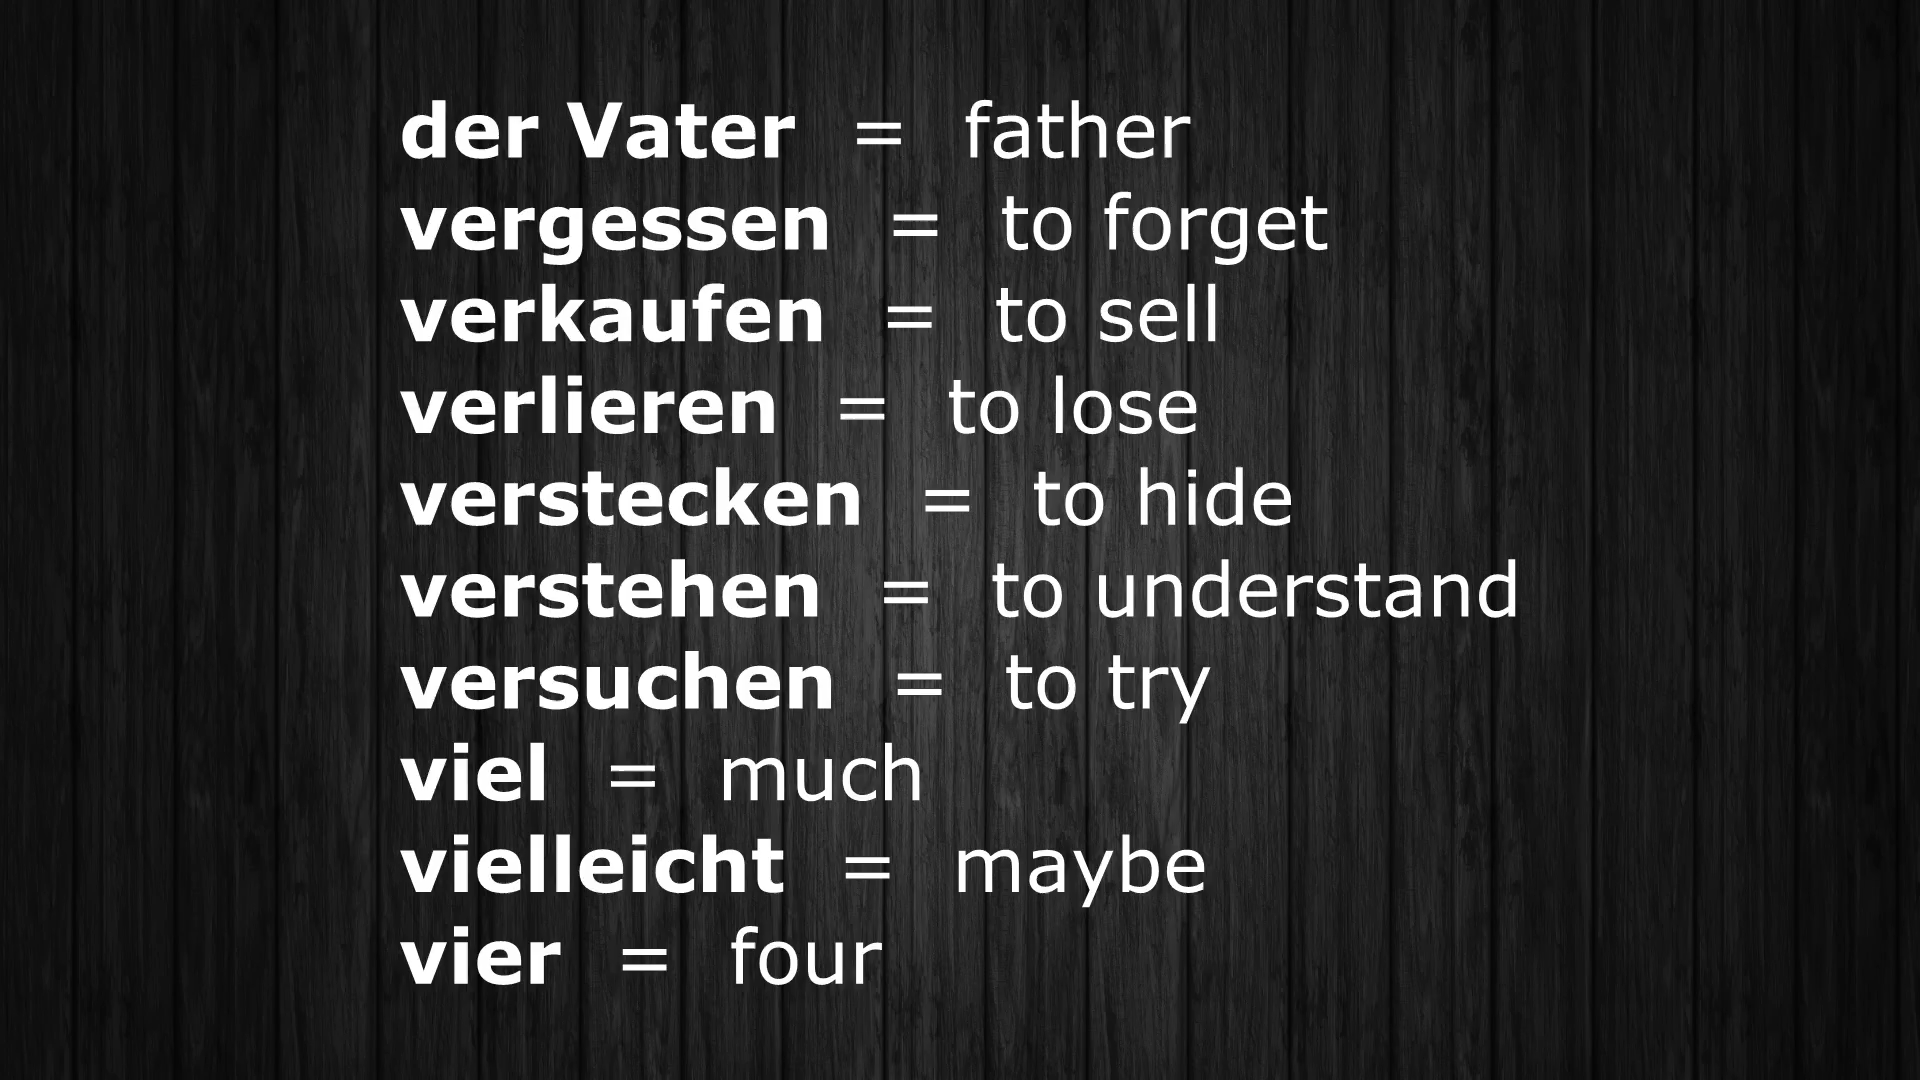 der Vater = father
vergessen = to forget
verkaufen = to sell
verlieren = to lose
verstecken = to hide
verstehen = to understand
versuchen = to try
viel = much
vielleicht = maybe
vier = four